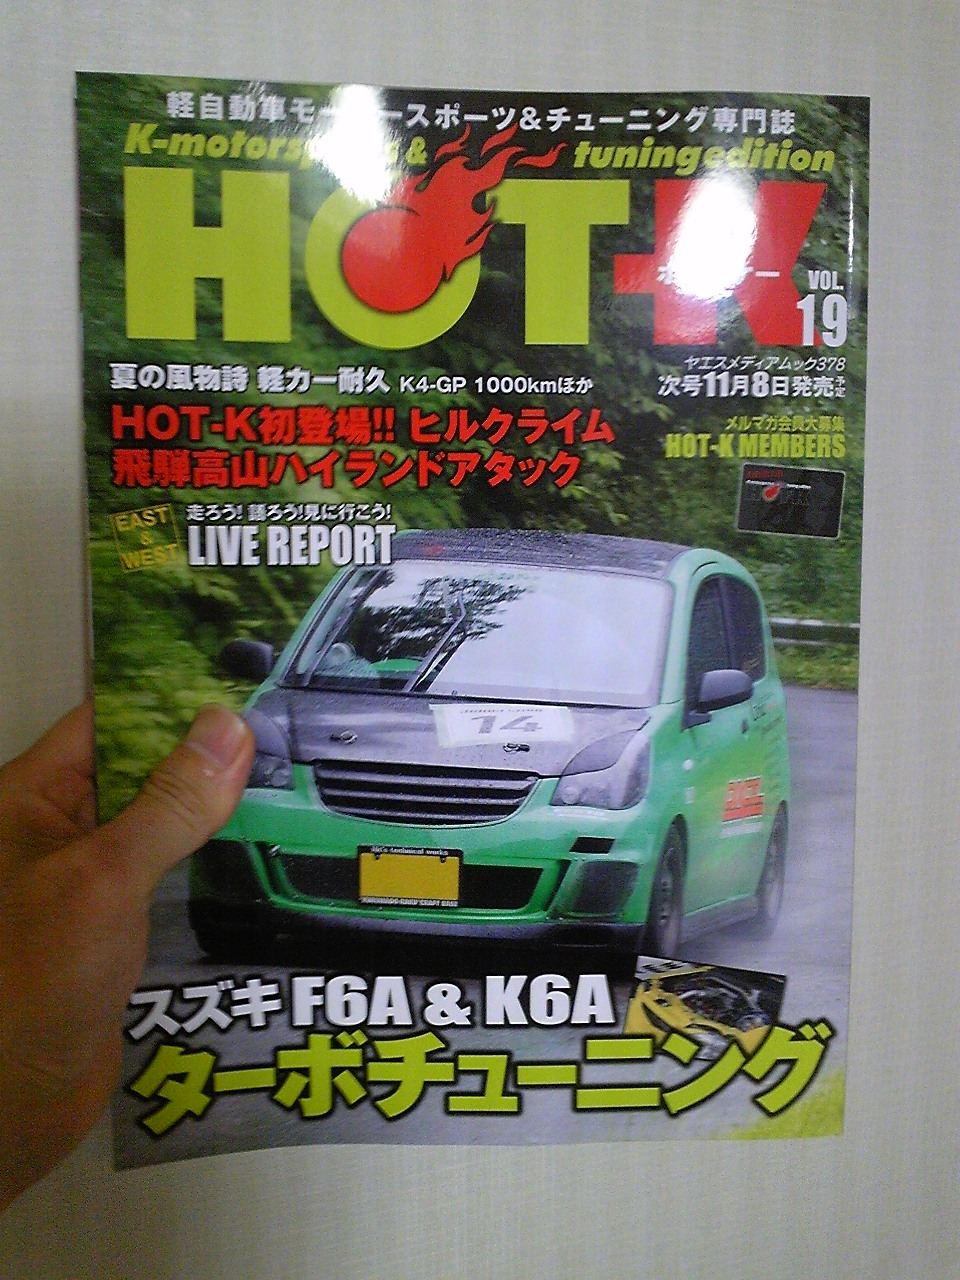 軽自動車モータースポーツ&チューニング専門誌
K-motorsports & tuningedition
HOT-K
VOL. 19
ヤエスメディアムック378
次号11月8日発売予定
夏の風物詩 軽カー耐久 K4-GP 1000kmほか
HOT-K初登場!! ヒルクライム
飛騨高山ハイランドアタック
メルマガ会員大募集
HOT-K MEMBERS
EAST & WEST
走ろう! 語ろう!見に行こう!
LIVE REPORT
14
スズキ F6A & K6A
ターボチューニング